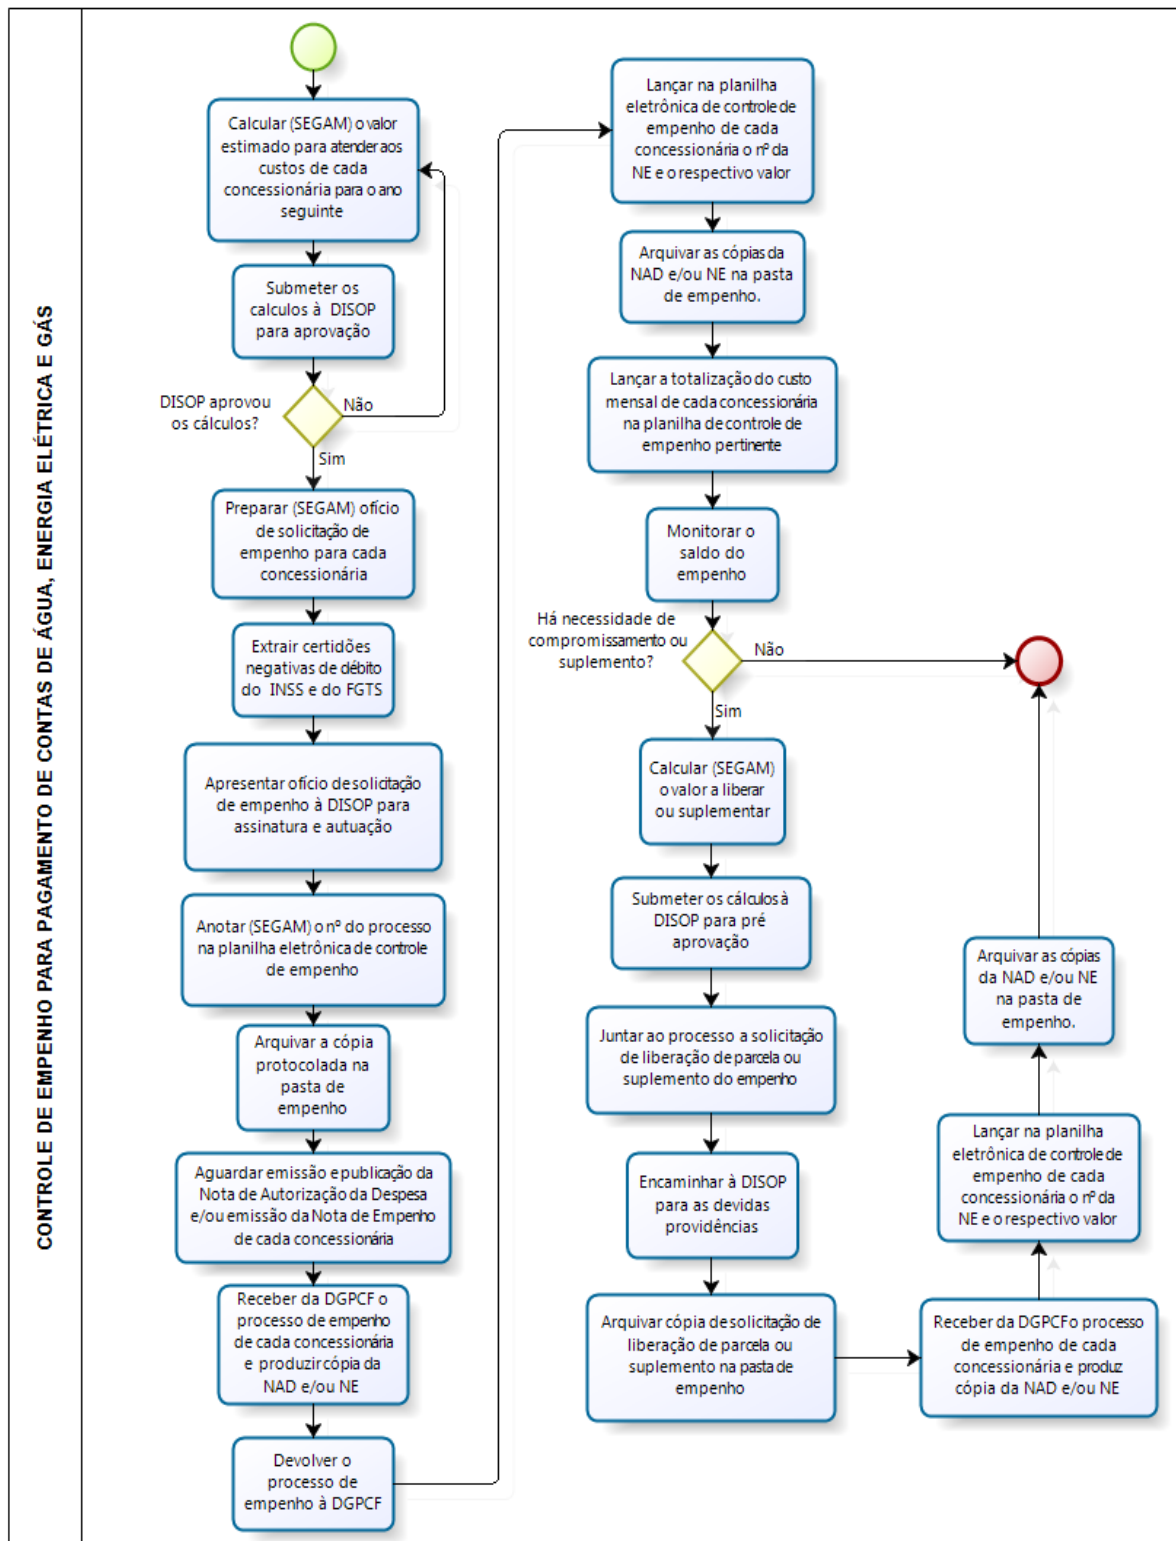 CONTROLE DE EMPENHO PARA PAGAMENTO DE CONTAS DE ÁGUA, ENERGIA ELÉTRICA E GÁS
Calcular (SEGAM) o valor
estimado para atender aos
custos de cada
concessionária para o ano
seguinte
Submeter os
calculos à DISOP
para aprovação
DISOP aprovou
os cálculos?
Não
Sim
Preparar (SEGAM) ofício
de solicitação de
empenho para cada
concessionária
Extrair certidões
negativas de débito
do INSS e do FGTS
Apresentar ofício de solicitação
de empenho à DISOP para
assinatura e autuação
Anotar (SEGAM) o nº do processo
na planilha eletrônica de controle
de empenho
Arquivar a cópia
protocolada na
pasta de
empenho
Aguardar emissão e publicação da
Nota de Autorização da Despesa
e/ou emissão da Nota de Empenho
de cada concessionária
Receber da DGPCF o
processo de empenho
de cada concessionária
e produzir cópia da
NAD e/ou NE
Devolver o
processo de
empenho à DGPCF
Lançar na planilha
eletrônica de controle de
empenho de cada
concessionária o nº da
NE e o respectivo valor
Arquivar as cópias da
NAD e/ou NE na pasta
de empenho.
Lançar a totalização do custo
mensal de cada concessionária
na planilha de controle de
empenho pertinente
Monitorar o
saldo do
empenho
Há necessidade de
compromissamento ou
suplemento?
Não
Sim
Calcular (SEGAM)
o valor a liberar
ou suplementar
Submeter os cálculos à
DISOP para pré
aprovação
Juntar ao processo a solicitação
de liberação de parcela ou
suplemento do empenho
Encaminhar à DISOP
para as devidas
providências
Arquivar cópia de solicitação de
liberação de parcela ou
suplemento na pasta de
empenho
Receber da DGPCF o processo
de empenho de cada
concessionária e produz
cópia da NAD e/ou NE
Lançar na planilha
eletrônica de controle de
empenho de cada
concessionária o nº da
NE e o respectivo valor
Arquivar as cópias
da NAD e/ou NE
na pasta de
empenho.